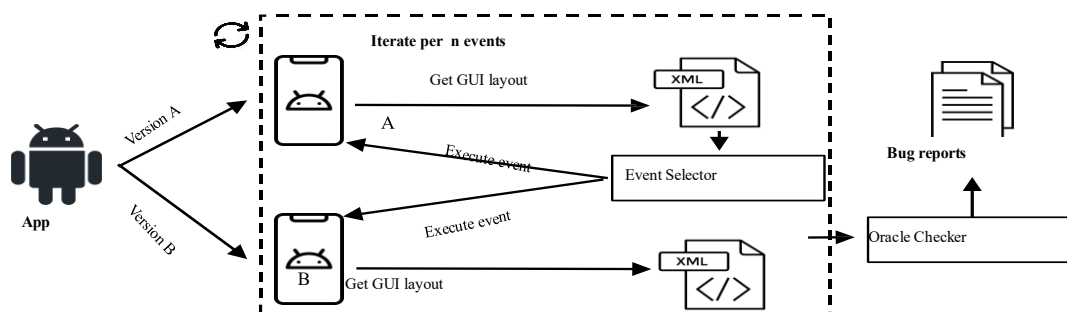 Iterate per n events
Get GUI layout
XML
</>
Version A
A
Execute event
Event Selector
Bug reports
App
Version B
Execute event
Oracle Checker
B
Get GUI layout
XML
</>